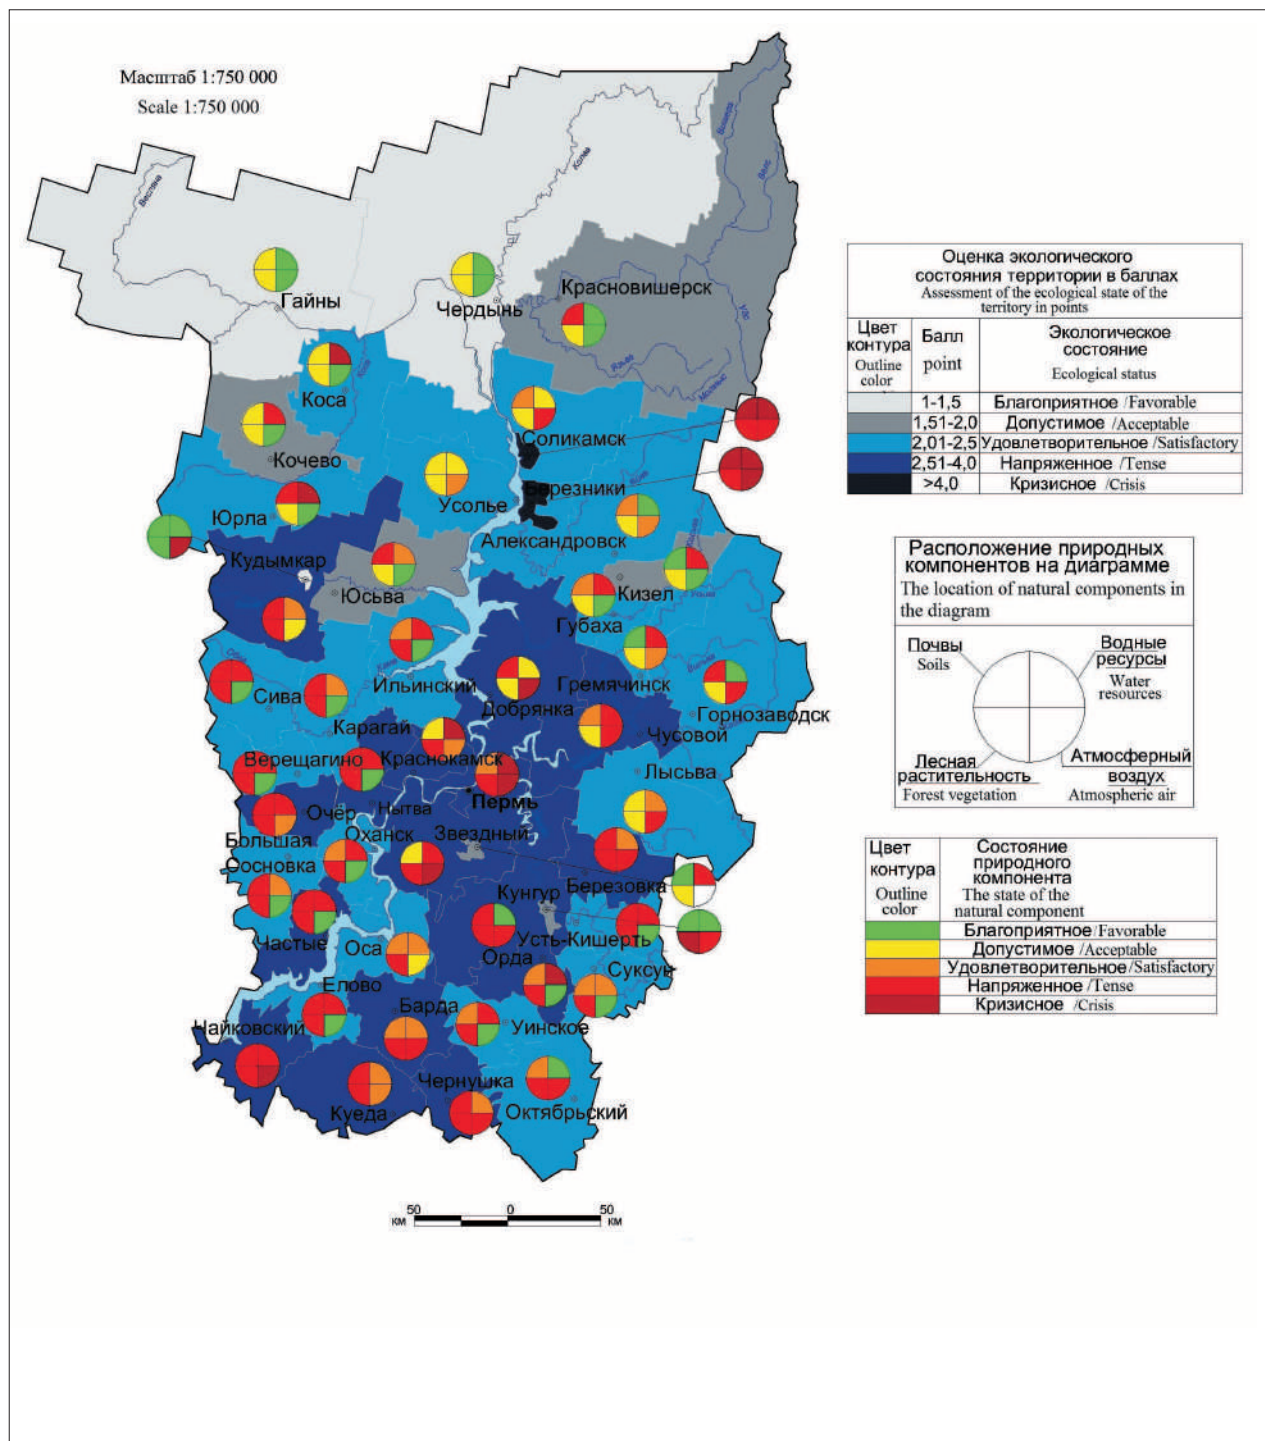 Масштаб 1:750 000
Scale 1:750 000
Вишера
Велс
Колва
Весляна
Улс
Гайны
Чердынь
Красновишерск
Язьва
Мойва
Коса
Коса
Соликамск
Кочево
Березники
Усолье
Юрла
Александровск
Кудымкар
Юсьва
Кизел
Губаха
Ильинский
Гремячинск
Сива
Добрянка
Горнозаводск
Карагай
Чусовой
Верещагино
Краснокамск
Лысьва
Пермь
Очёр
Нытва
Большая
Сосновка
Оханск
Звездный
Березовка
Кунгур
Частые
Оса
Усть-Кишерть
Орда
Суксун
Елово
Барда
Уинское
Чайковский
Чернушка
Куеда
Октябрьский
50 0 50
КМ КМ
Оценка экологического
состояния территории в баллах
Assessment of the ecological state of the
territory in points
Цвет
контура
Outline
color
Балл
point
Экологическое
состояние
Ecological status
1-1,5 Благоприятное /Favorable
1,51-2,0 Допустимое /Acceptable
2,01-2,5 Удовлетворительное /Satisfactory
2,51-4,0 Напряженное /Tense
>4,0 Кризисное /Crisis
Расположение природных
компонентов на диаграмме
The location of natural components in
the diagram
Почвы
Soils
Водные
ресурсы
Water
resources
Лесная
растительность
Forest vegetation
Атмосферный
воздух
Atmospheric air
Цвет
контура
Outline
color
Состояние
природного
компонента
The state of the
natural component
Благоприятное /Favorable
Допустимое /Acceptable
Удовлетворительное /Satisfactory
Напряженное /Tense
Кризисное /Crisis